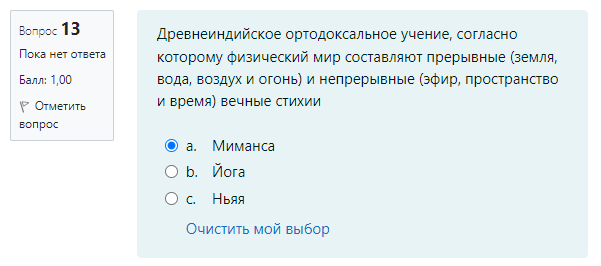 Вопрос 13
Пока нет ответа
Балл: 1,00
Отметить
вопрос
Древнеиндийское ортодоксальное учение, согласно
которому физический мир составляют прерывные (земля,
вода, воздух и огонь) и непрерывные (эфир, пространство
и время) вечные стихии
a. Миманса
b. Йога
c. Ньяя
Очистить мой выбор